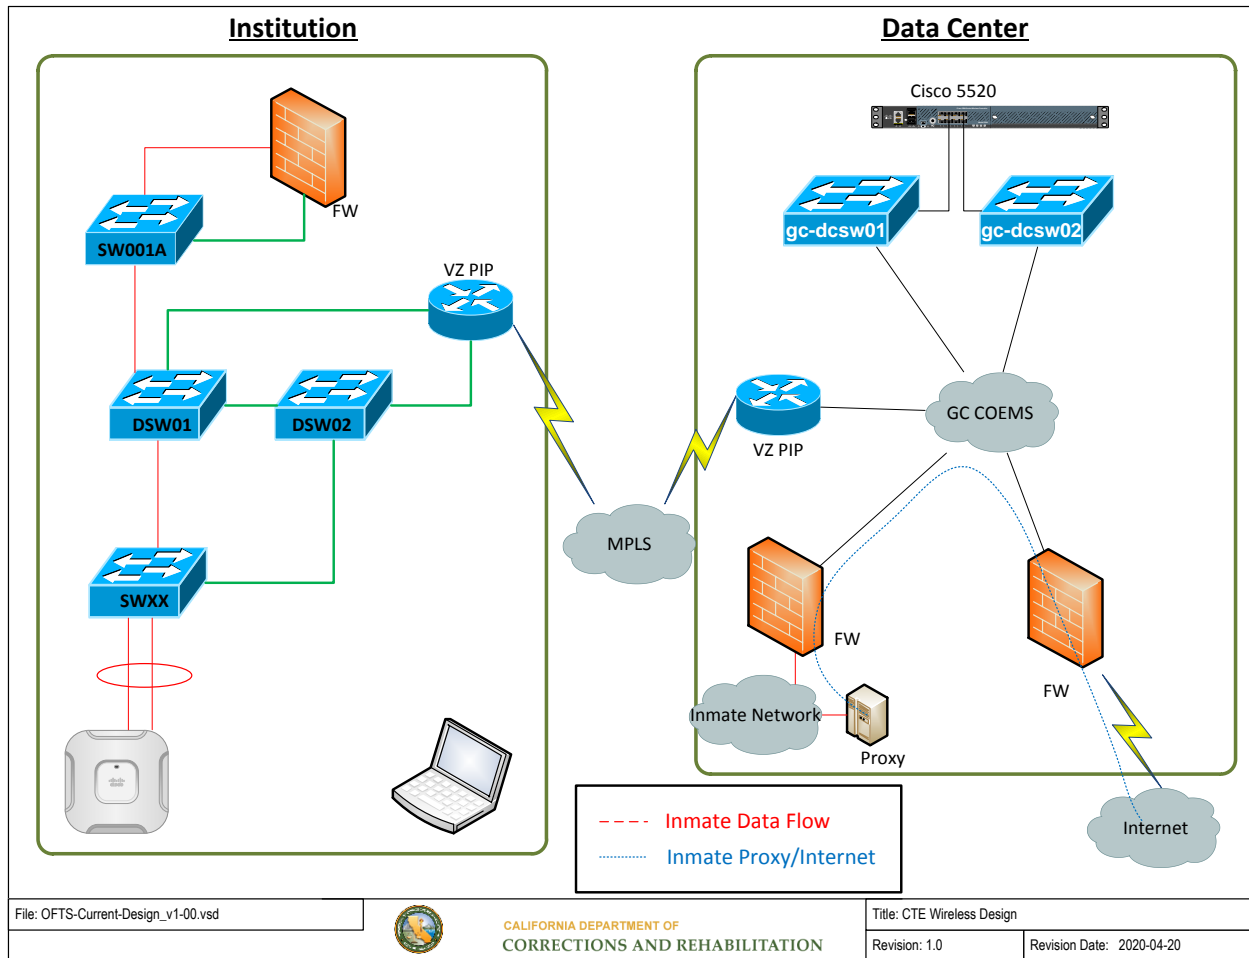 Institution
Data Center
Cisco 5520
FW
SW001A
gc-dcsw01
gc-dcsw02
VZ PIP
DSW01
DSW02
VZ PIP
GC COEMS
MPLS
SWXX
FW
FW
Inmate Network
Proxy
Internet
Inmate Data Flow
Inmate Proxy/Internet
File: OFTS-Current-Design_v1-00.vsd
CALIFORNIA DEPARTMENT OF
CORRECTIONS AND REHABILITATION
Title: CTE Wireless Design
Revision: 1.0
Revision Date: 2020-04-20